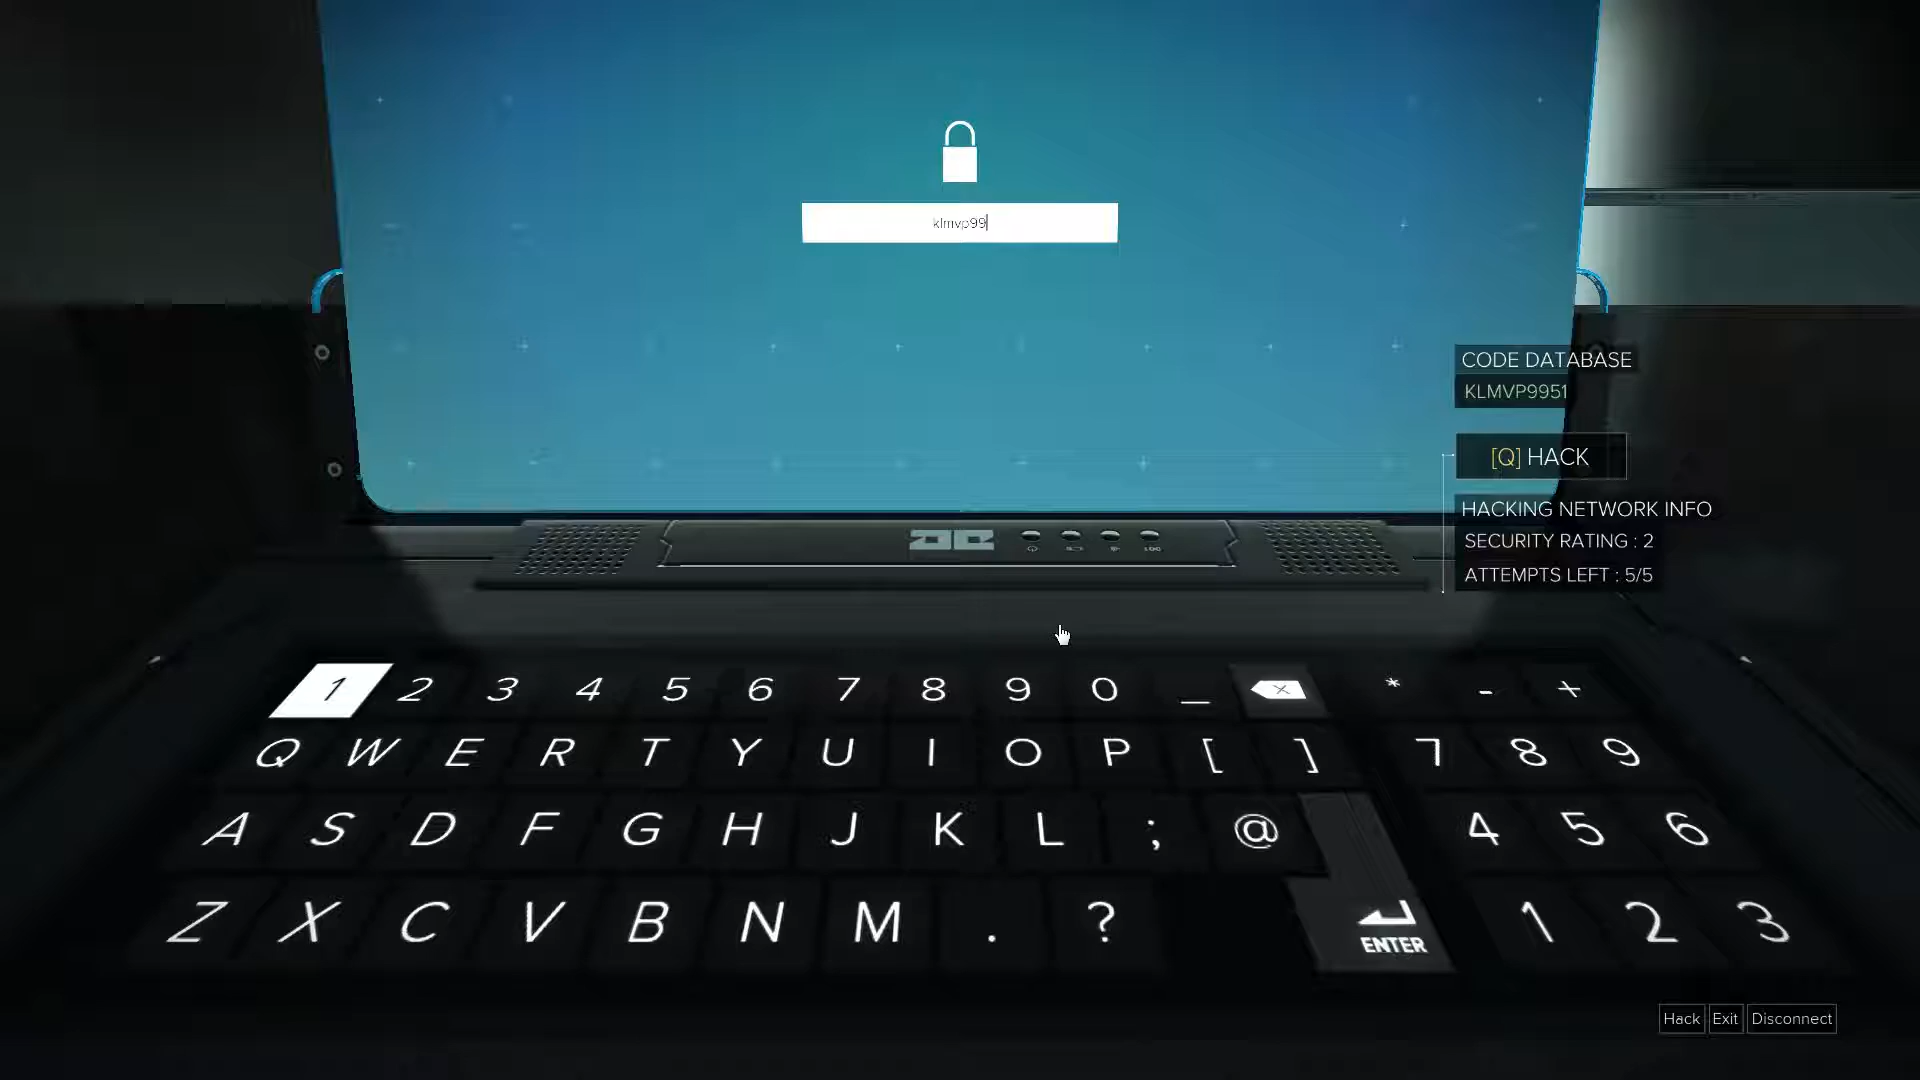 klmvp99
CODE DATABASE
KLMVP9951
[Q] HACK
HACKING NETWORK INFO
SECURITY RATING : 2
ATTEMPTS LEFT : 5/5
1 2 3 4 5 6 7 8 9 0 _ * - +
Q W E R T Y U I O P [ ] 7 8 9
A S D F G H J K L ; @ 4 5 6
Z X C V B N M . ? ENTER 1 2 3
Hack Exit Disconnect